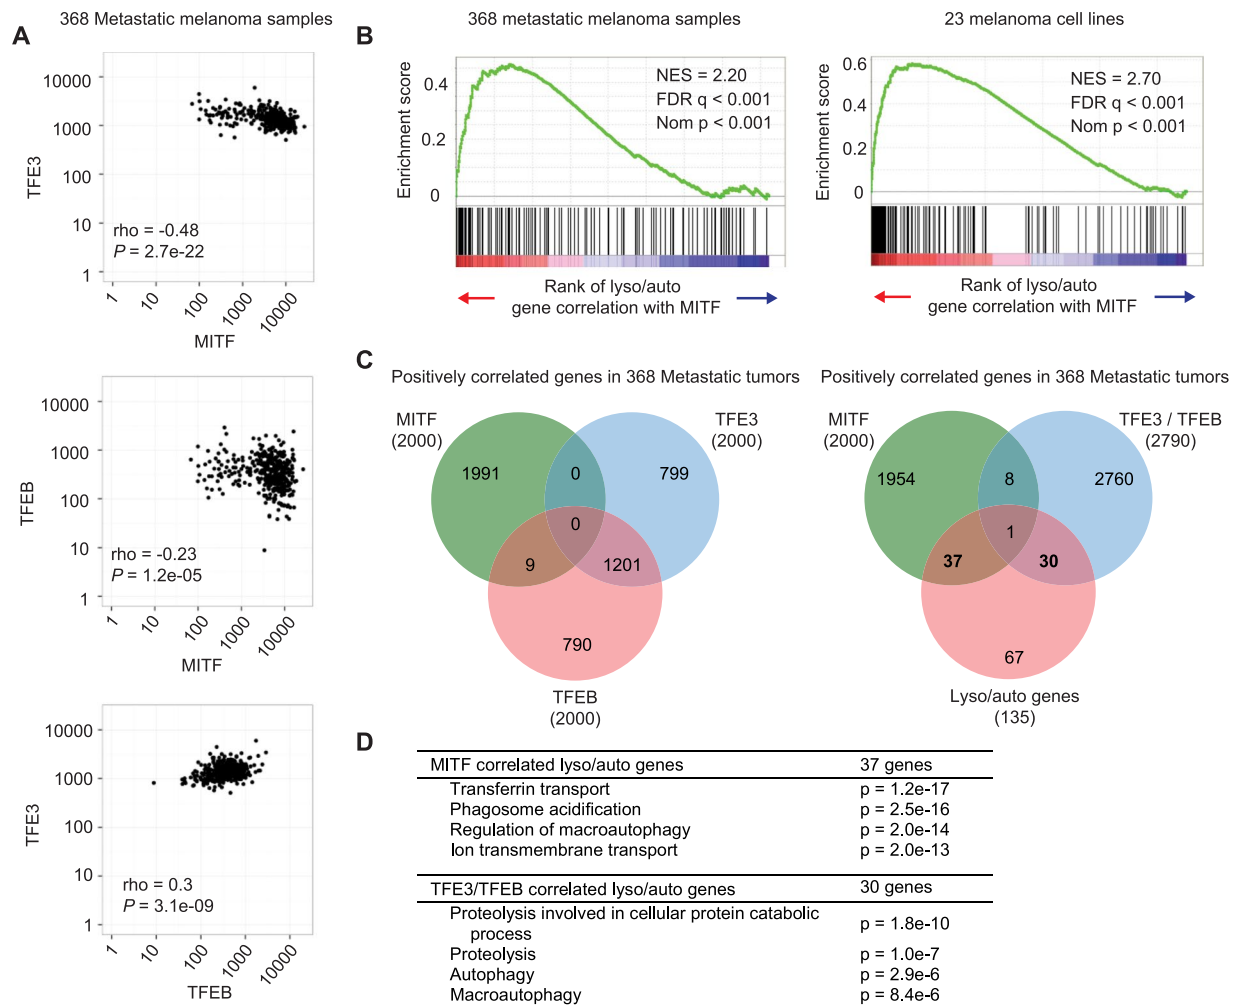 A
368 Metastatic melanoma samples
TFE3
10000
1000
100
10
1
rho = -0.48
P = 2.7e-22
1
10
100
1000
10000
MITF
TFEB
10000
1000
100
10
1
rho = -0.23
P = 1.2e-05
1
10
100
1000
10000
MITF
TFE3
10000
1000
100
10
1
rho = 0.3
P = 3.1e-09
1
10
100
1000
10000
TFEB
B
368 metastatic melanoma samples
Enrichment score
0.4
0.2
0
NES = 2.20
FDR q < 0.001
Nom p < 0.001
Rank of lyso/auto
gene correlation with MITF
23 melanoma cell lines
Enrichment score
0.6
0.4
0.2
0
NES = 2.70
FDR q < 0.001
Nom p < 0.001
Rank of lyso/auto
gene correlation with MITF
C
Positively correlated genes in 368 Metastatic tumors
MITF
(2000)
TFE3
(2000)
1991
0
799
0
9
1201
790
TFEB
(2000)
Positively correlated genes in 368 Metastatic tumors
MITF
(2000)
TFE3 / TFEB
(2790)
1954
8
2760
1
37
30
67
Lyso/auto genes
(135)
D
MITF correlated lyso/auto genes 37 genes
Transferrin transport p = 1.2e-17
Phagosome acidification p = 2.5e-16
Regulation of macroautophagy p = 2.0e-14
Ion transmembrane transport p = 2.0e-13
TFE3/TFEB correlated lyso/auto genes 30 genes
Proteolysis involved in cellular protein catabolic
process p = 1.8e-10
Proteolysis p = 1.0e-7
Autophagy p = 2.9e-6
Macroautophagy p = 8.4e-6